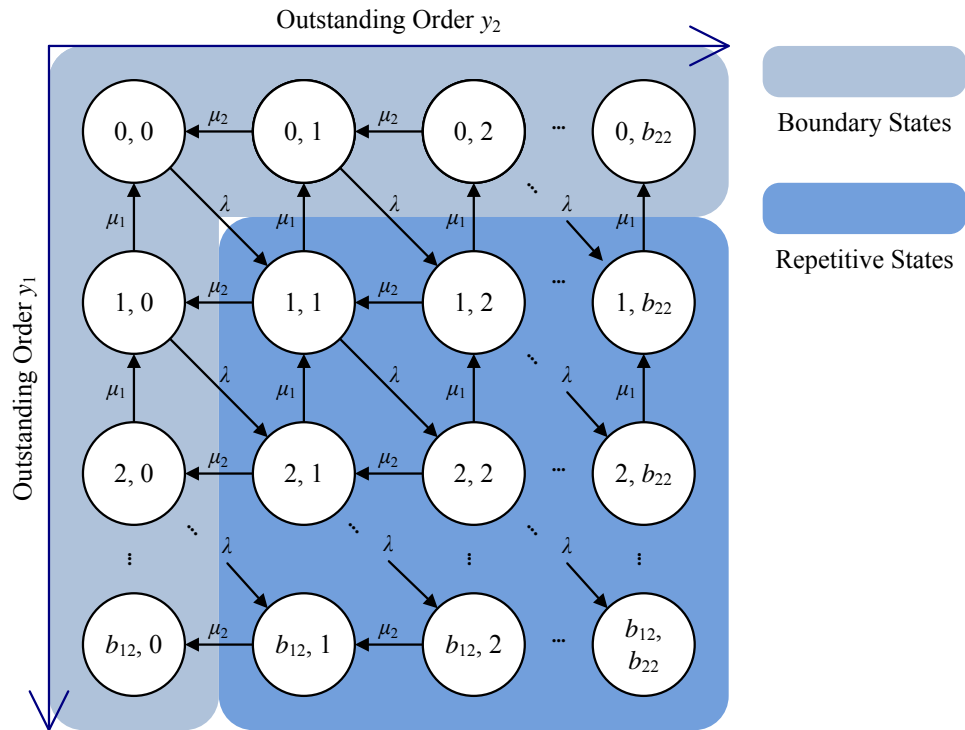 Outstanding Order y₂
Outstanding Order y₁
0, 0
μ₂
0, 1
μ₂
0, 2
...
0, b₂₂
Boundary States
μ₁
λ
μ₁
λ
μ₁
...
λ
μ₁
Repetitive States
1, 0
μ₂
1, 1
μ₂
1, 2
...
1, b₂₂
μ₁
λ
μ₁
λ
μ₁
...
λ
μ₁
2, 0
μ₂
2, 1
μ₂
2, 2
...
2, b₂₂
...
...
λ
...
λ
...
...
λ
...
b₁₂, 0
μ₂
b₁₂, 1
μ₂
b₁₂, 2
...
b₁₂,
b₂₂